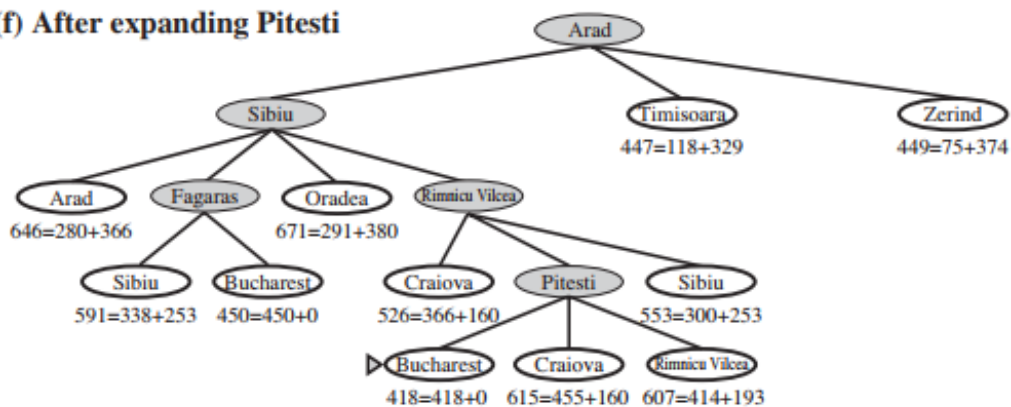 (f) After expanding Pitesti
Arad
Sibiu
Timisoara
Zerind
447=118+329
449=75+374
Arad
Fagaras
Oradea
Rimnicu Vilcea
646=280+366
671=291+380
Sibiu
Bucharest
Craiova
Pitesti
Sibiu
591=338+253
450=450+0
526=366+160
553=300+253
Bucharest
Craiova
Rimnicu Vilcea
418=418+0
615=455+160
607=414+193